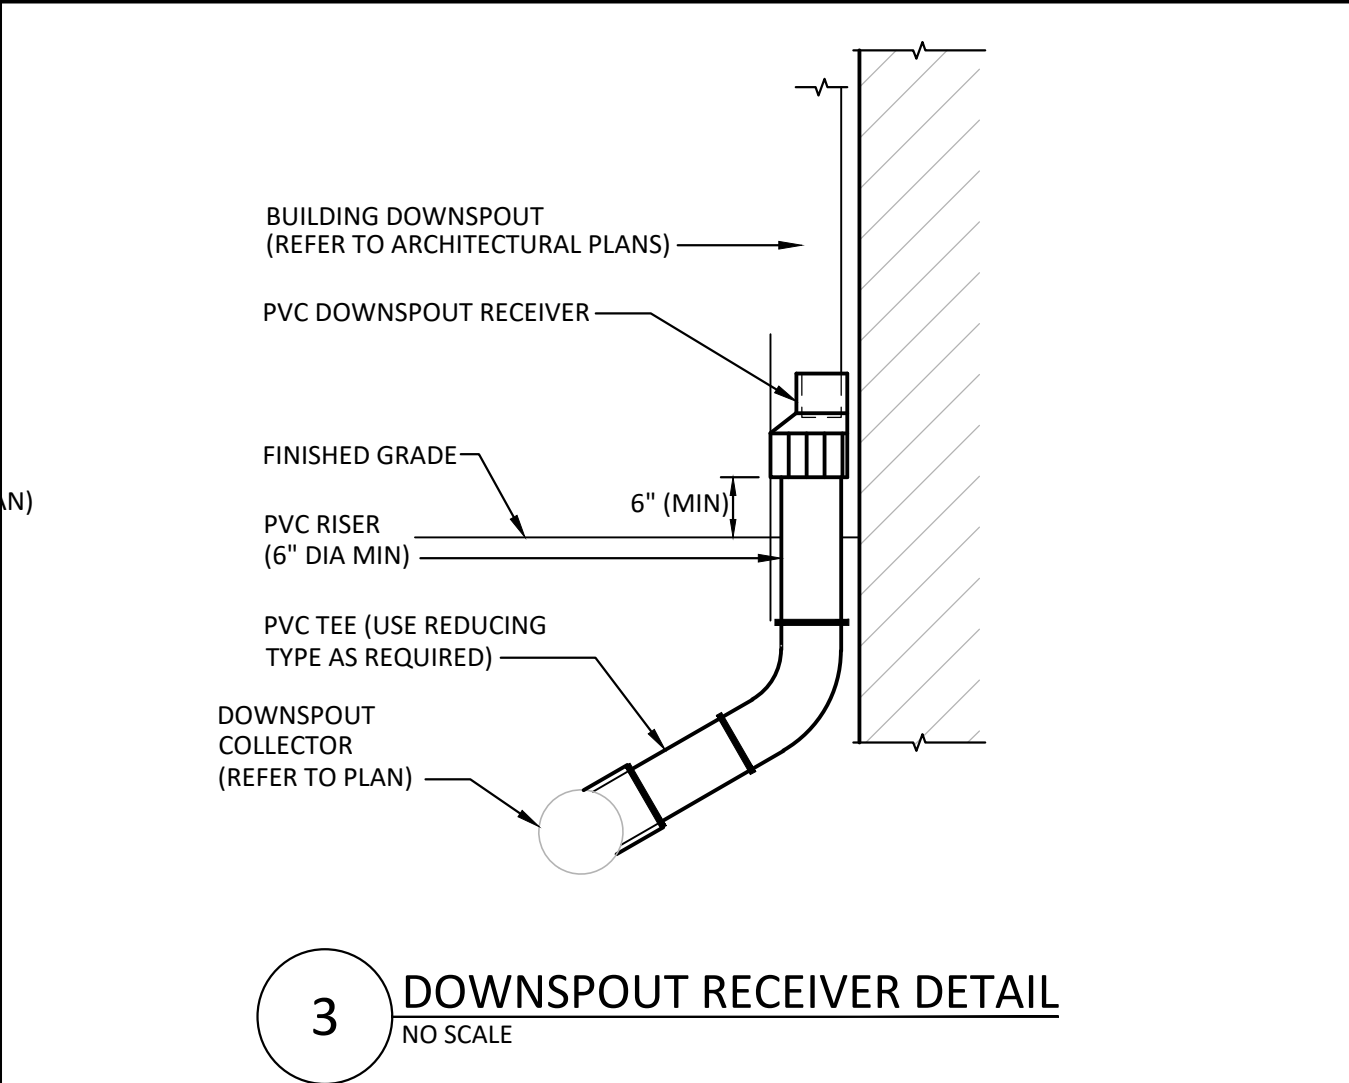 BUILDING DOWNSPOUT
(REFER TO ARCHITECTURAL PLANS)
PVC DOWNSPOUT RECEIVER
FINISHED GRADE
6" (MIN)
PVC RISER
(6" DIA MIN)
PVC TEE (USE REDUCING
TYPE AS REQUIRED)
DOWNSPOUT
COLLECTOR
(REFER TO PLAN)
3
DOWNSPOUT RECEIVER DETAIL
NO SCALE